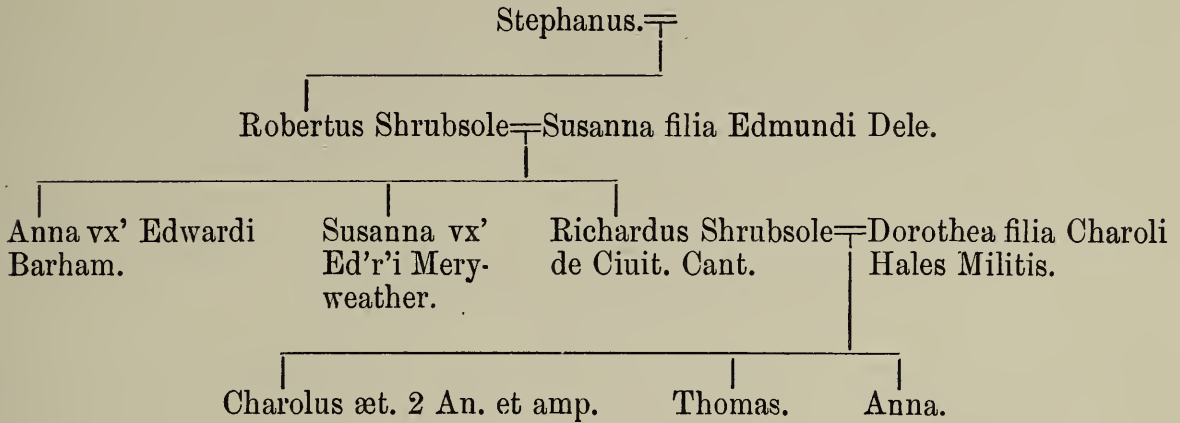 Stephanus.
Robertus Shrubsole=Susanna filia Edmundi Dele.
Anna vx' Edwardi
Barham.
Susanna vx'
Ed'r'i Mery-
weather.
Richardus Shrubsole=Dorothea filia Charoli
de Ciuit. Cant.
Hales Militis.
Charolus æt. 2 An. et amp.
Thomas.
Anna.